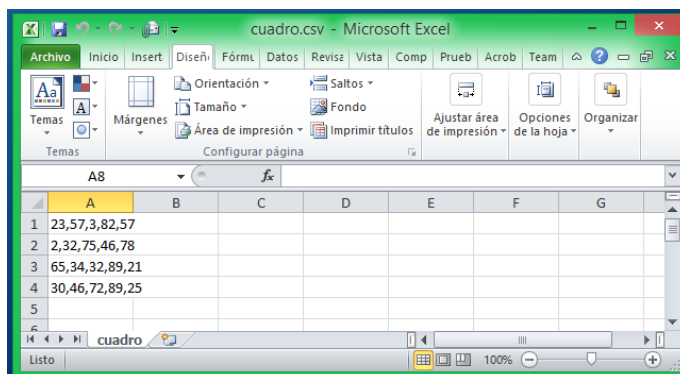 cuadro.csv - Microsoft Excel
Archivo Inicio Insert Diseñ Fórmu Datos Revisa Vista Comp Prueb Acrob Team
Aa Temas A Márgenes Orientación Tamaño Área de impresión Saltos Fondo Imprimir títulos Ajustar área de impresión Opciones de la hoja Organizar
Temas Configurar página
A8 fx
A B C D E F G
1 23,57,3,82,57
2 2,32,75,46,78
3 65,34,32,89,21
4 30,46,72,89,25
5
6
cuadro
Listo 100%